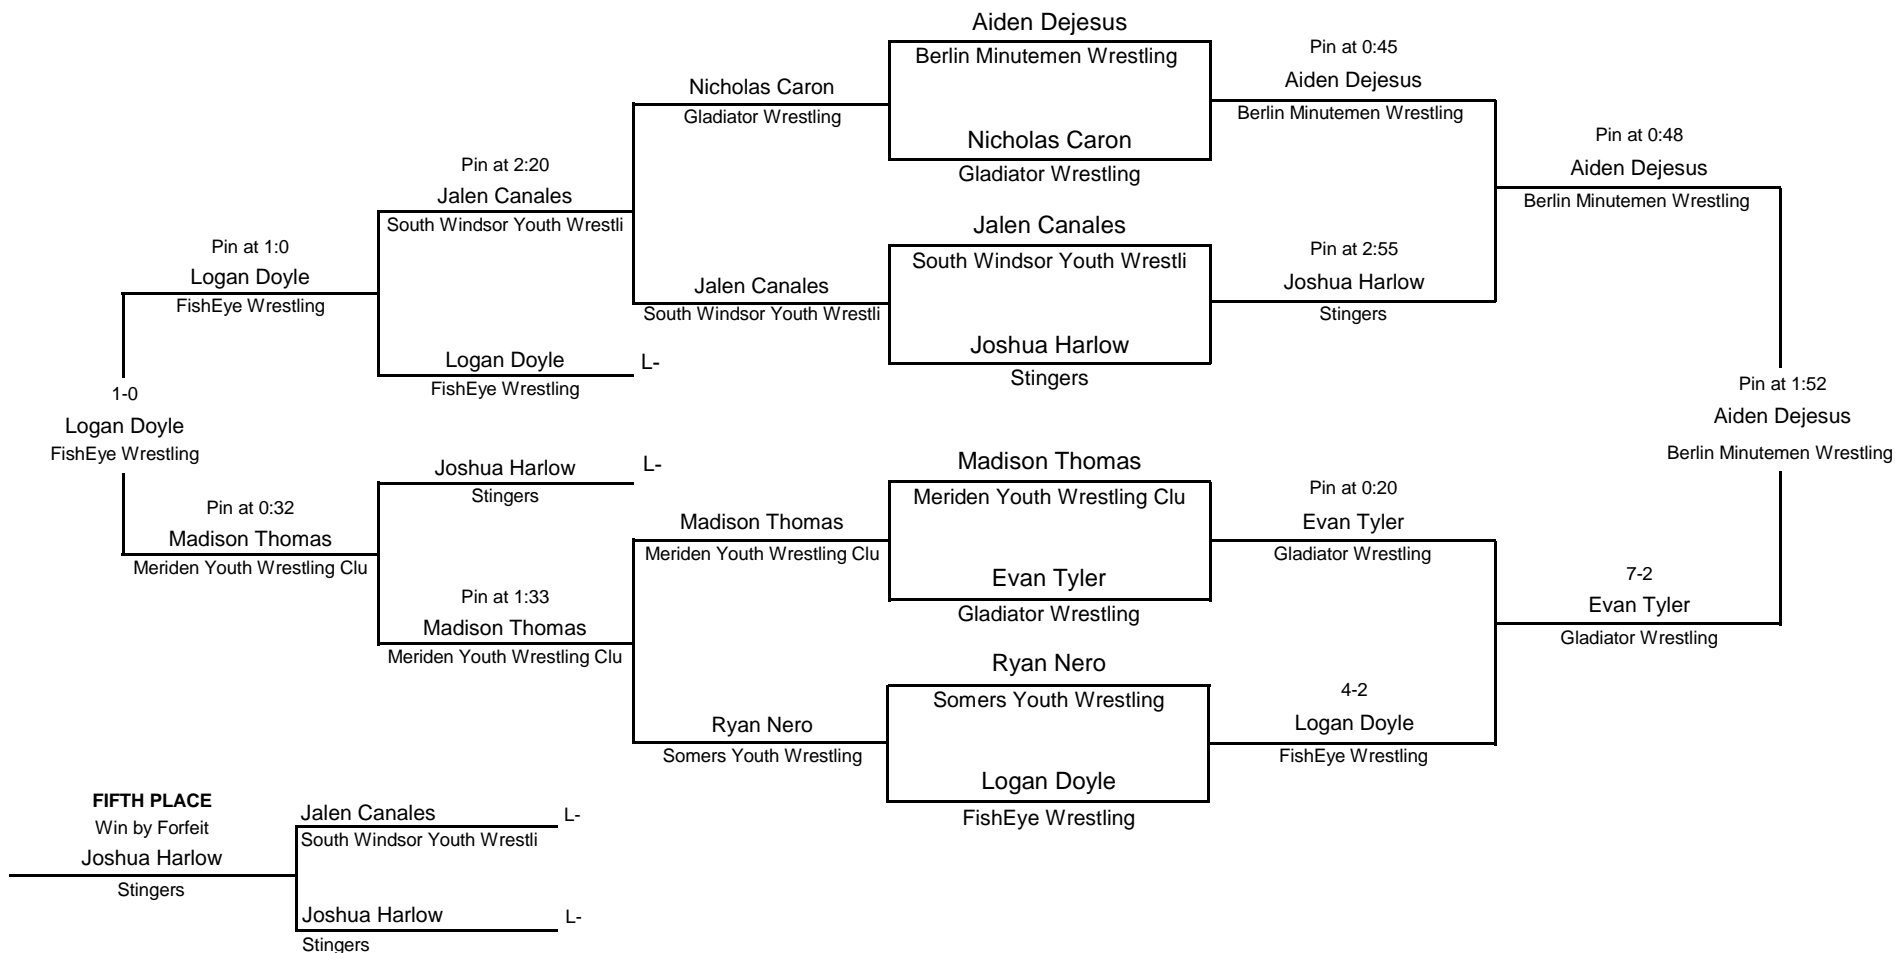 Aiden Dejesus
Berlin Minutemen Wrestling
Pin at 0:45
Aiden Dejesus
Berlin Minutemen Wrestling
Nicholas Caron
Gladiator Wrestling
Nicholas Caron
Gladiator Wrestling
Pin at 0:48
Aiden Dejesus
Berlin Minutemen Wrestling
Pin at 2:20
Jalen Canales
South Windsor Youth Wrestli
Jalen Canales
South Windsor Youth Wrestli
Pin at 2:55
Joshua Harlow
Stingers
Pin at 1:0
Logan Doyle
FishEye Wrestling
Jalen Canales
South Windsor Youth Wrestli
Joshua Harlow
Stingers
Logan Doyle
FishEye Wrestling
L-
1-0
Logan Doyle
FishEye Wrestling
Pin at 1:52
Aiden Dejesus
Berlin Minutemen Wrestling
Joshua Harlow
Stingers
L-
Madison Thomas
Meriden Youth Wrestling Clu
Pin at 0:20
Evan Tyler
Gladiator Wrestling
Pin at 0:32
Madison Thomas
Meriden Youth Wrestling Clu
Madison Thomas
Meriden Youth Wrestling Clu
Evan Tyler
Gladiator Wrestling
7-2
Evan Tyler
Gladiator Wrestling
Pin at 1:33
Madison Thomas
Meriden Youth Wrestling Clu
Ryan Nero
Somers Youth Wrestling
4-2
Logan Doyle
FishEye Wrestling
Ryan Nero
Somers Youth Wrestling
Logan Doyle
FishEye Wrestling
FIFTH PLACE
Win by Forfeit
Joshua Harlow
Stingers
Jalen Canales
South Windsor Youth Wrestli
L-
Joshua Harlow
Stingers
L-